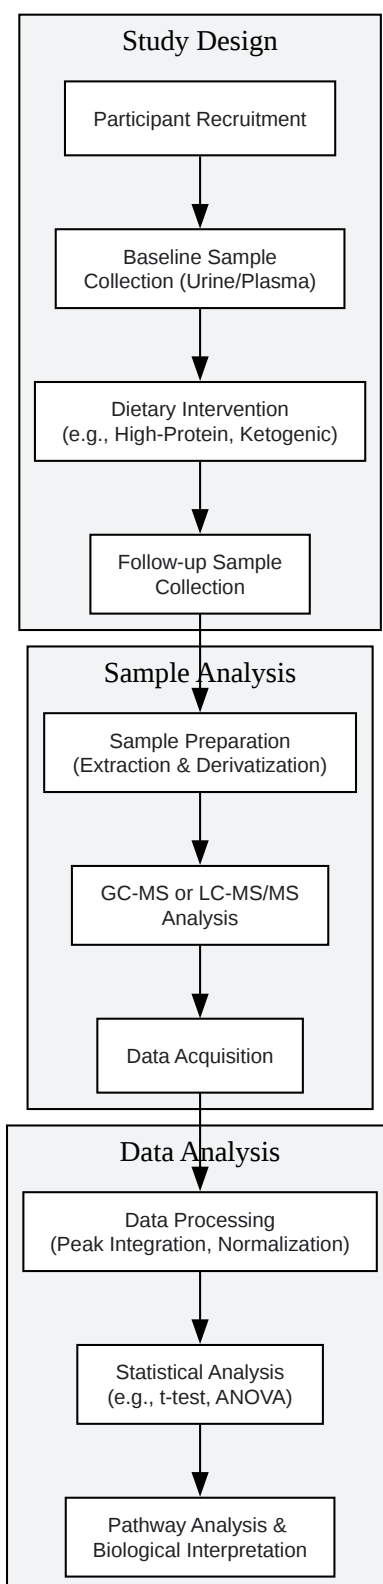 Study Design
Participant Recruitment
Baseline Sample
Collection (Urine/Plasma)
Dietary Intervention
(e.g., High-Protein, Ketogenic)
Follow-up Sample
Collection
Sample Analysis
Sample Preparation
(Extraction & Derivatization)
GC-MS or LC-MS/MS
Analysis
Data Acquisition
Data Analysis
Data Processing
(Peak Integration, Normalization)
Statistical Analysis
(e.g., t-test, ANOVA)
Pathway Analysis &
Biological Interpretation